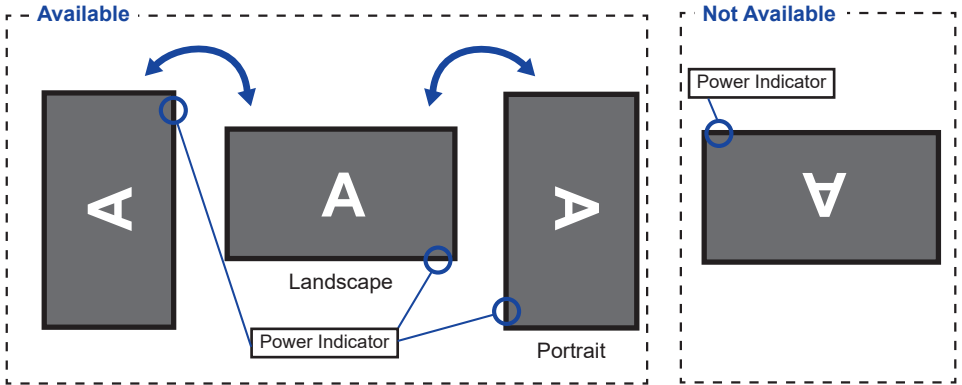 Available
Not Available
Power Indicator
A
A
A
A
Landscape
Power Indicator
Portrait